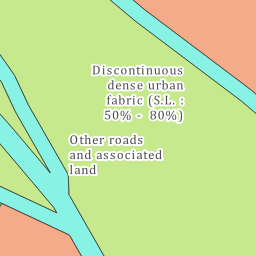 Discontinuous
dense urban
fabric (S.L. :
50% - 80%)
Other roads
and associated
land